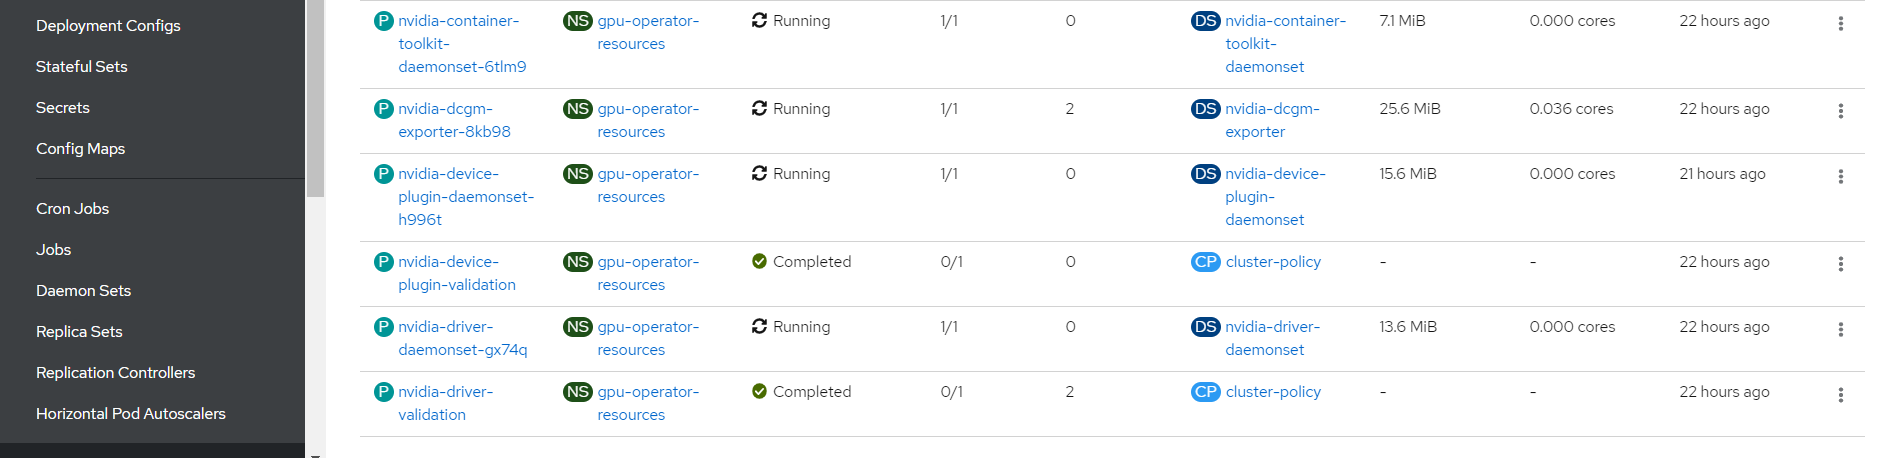 Deployment Configs
Stateful Sets
Secrets
Config Maps
Cron Jobs
Jobs
Daemon Sets
Replica Sets
Replication Controllers
Horizontal Pod Autoscalers
P nvidia-container- NS gpu-operator- Running 1/1 0 DS nvidia-container- 7.1 MiB 0.000 cores 22 hours ago
toolkit- resources toolkit-
daemonset-6tlm9 daemonset
P nvidia-dcgm- NS gpu-operator- Running 1/1 2 DS nvidia-dcgm- 25.6 MiB 0.036 cores 22 hours ago
exporter-8kb98 resources exporter
P nvidia-device- NS gpu-operator- Running 1/1 0 DS nvidia-device- 15.6 MiB 0.000 cores 21 hours ago
plugin-daemonset- resources plugin-
h996t daemonset
P nvidia-device- NS gpu-operator- Completed 0/1 0 CP cluster-policy - - 22 hours ago
plugin-validation resources
P nvidia-driver- NS gpu-operator- Running 1/1 0 DS nvidia-driver- 13.6 MiB 0.000 cores 22 hours ago
daemonset-gx74q resources daemonset
P nvidia-driver- NS gpu-operator- Completed 0/1 2 CP cluster-policy - - 22 hours ago
validation resources